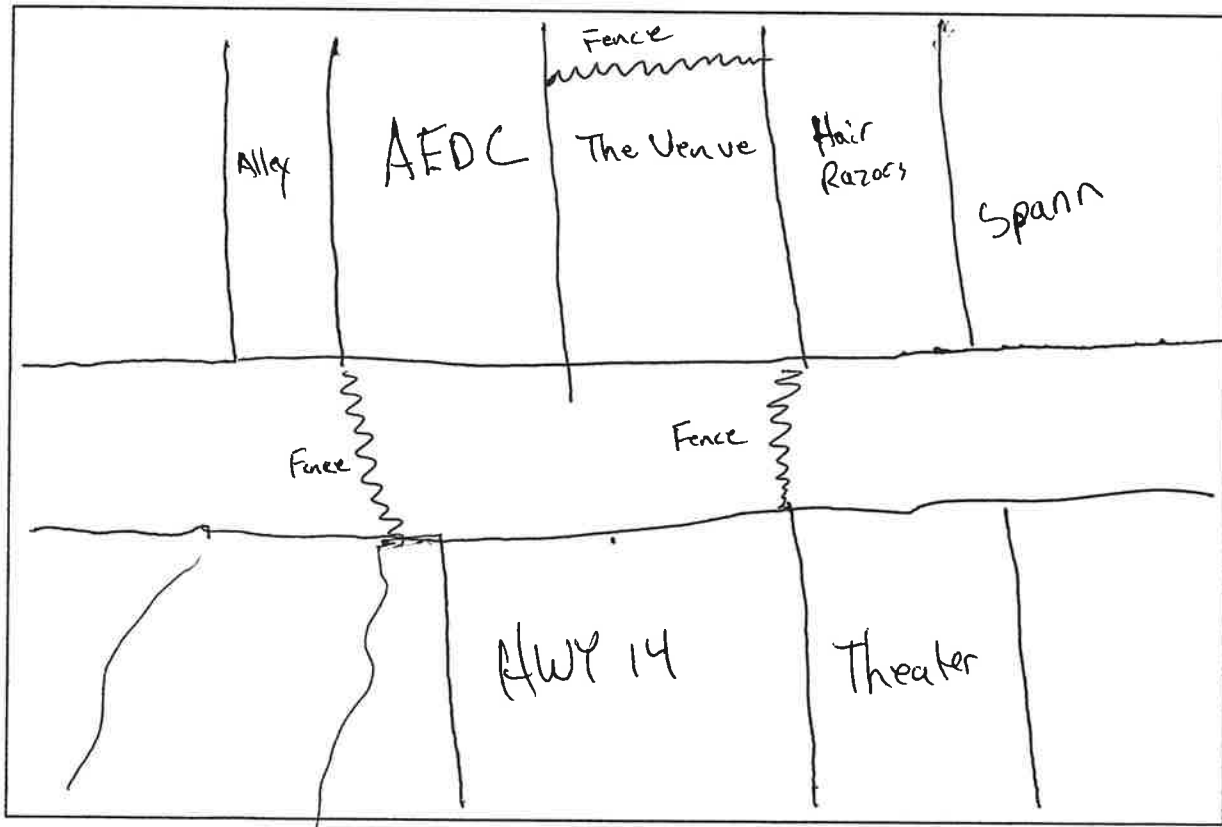 Fence
Alley
AEDC
The Venue
Hair
Razors
Spann
Fence
Fence
HWY 14
Theater